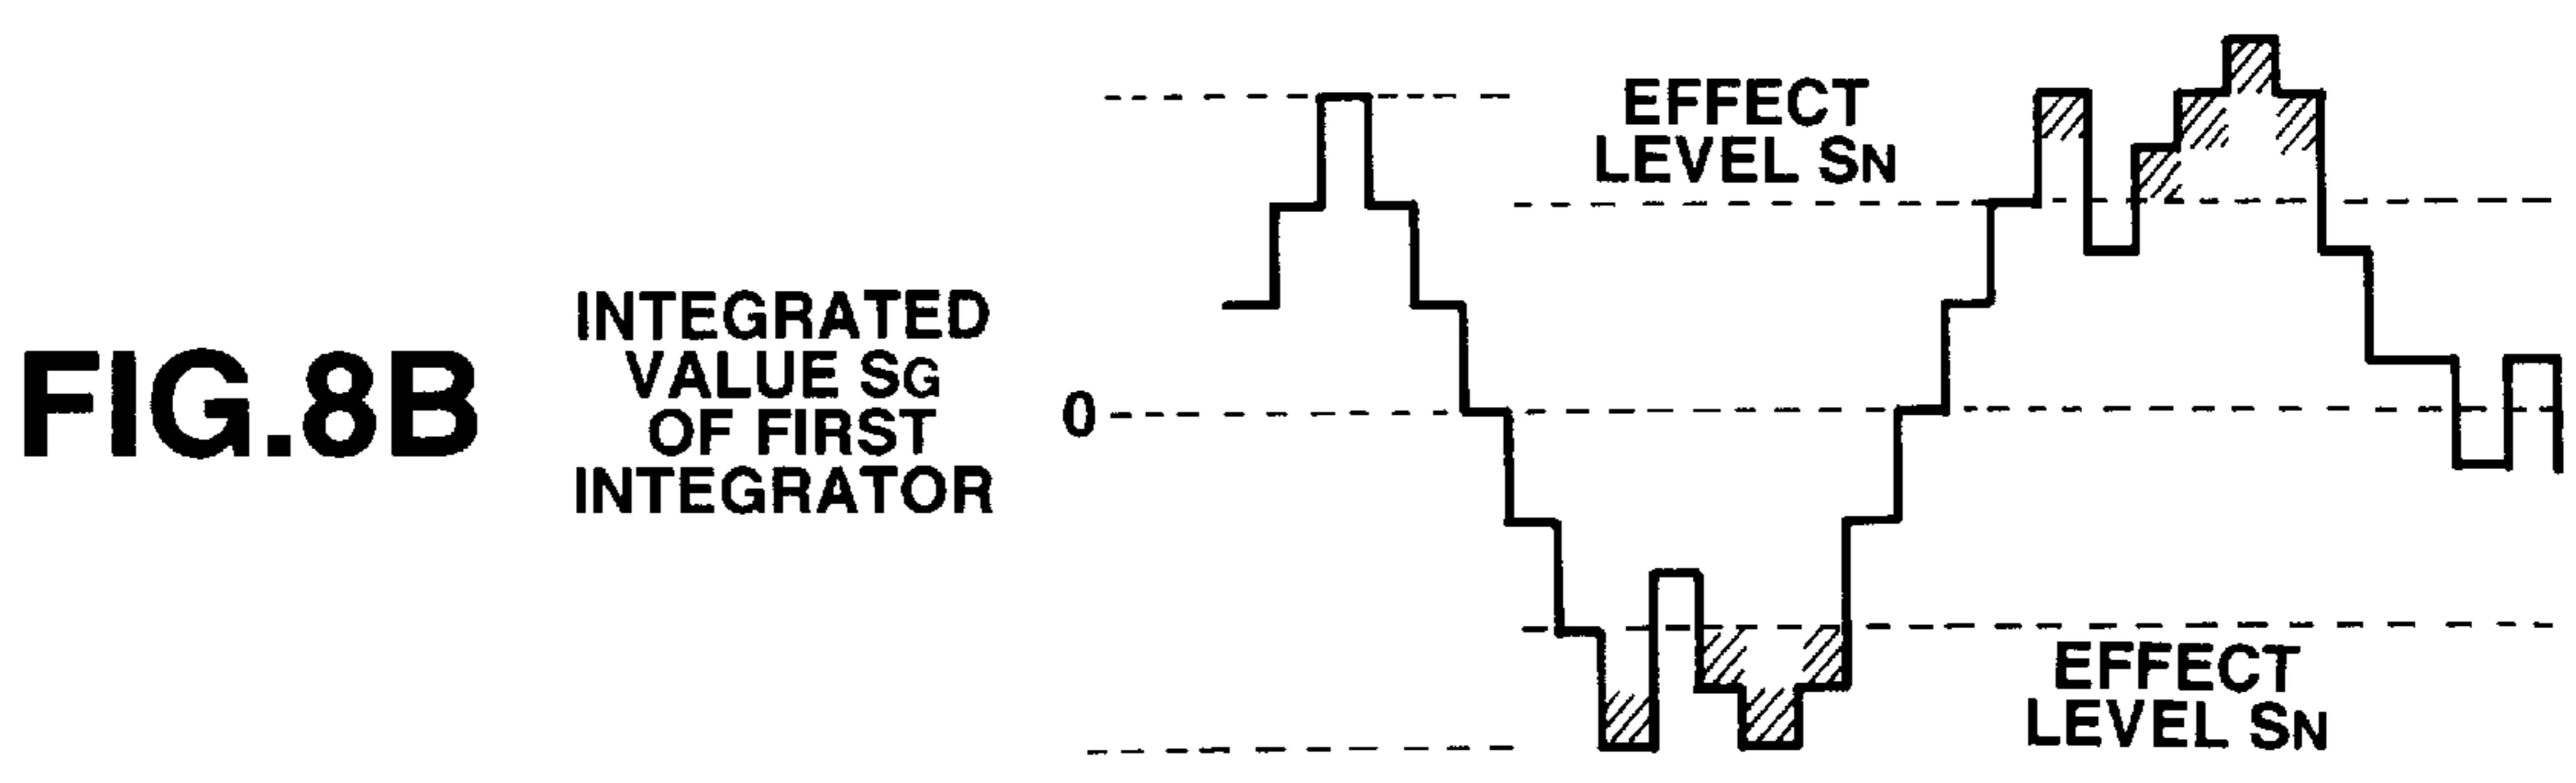 FIG.8B
INTEGRATED
VALUE SG
OF FIRST
INTEGRATOR
0
EFFECT
LEVEL SN
EFFECT
LEVEL SN